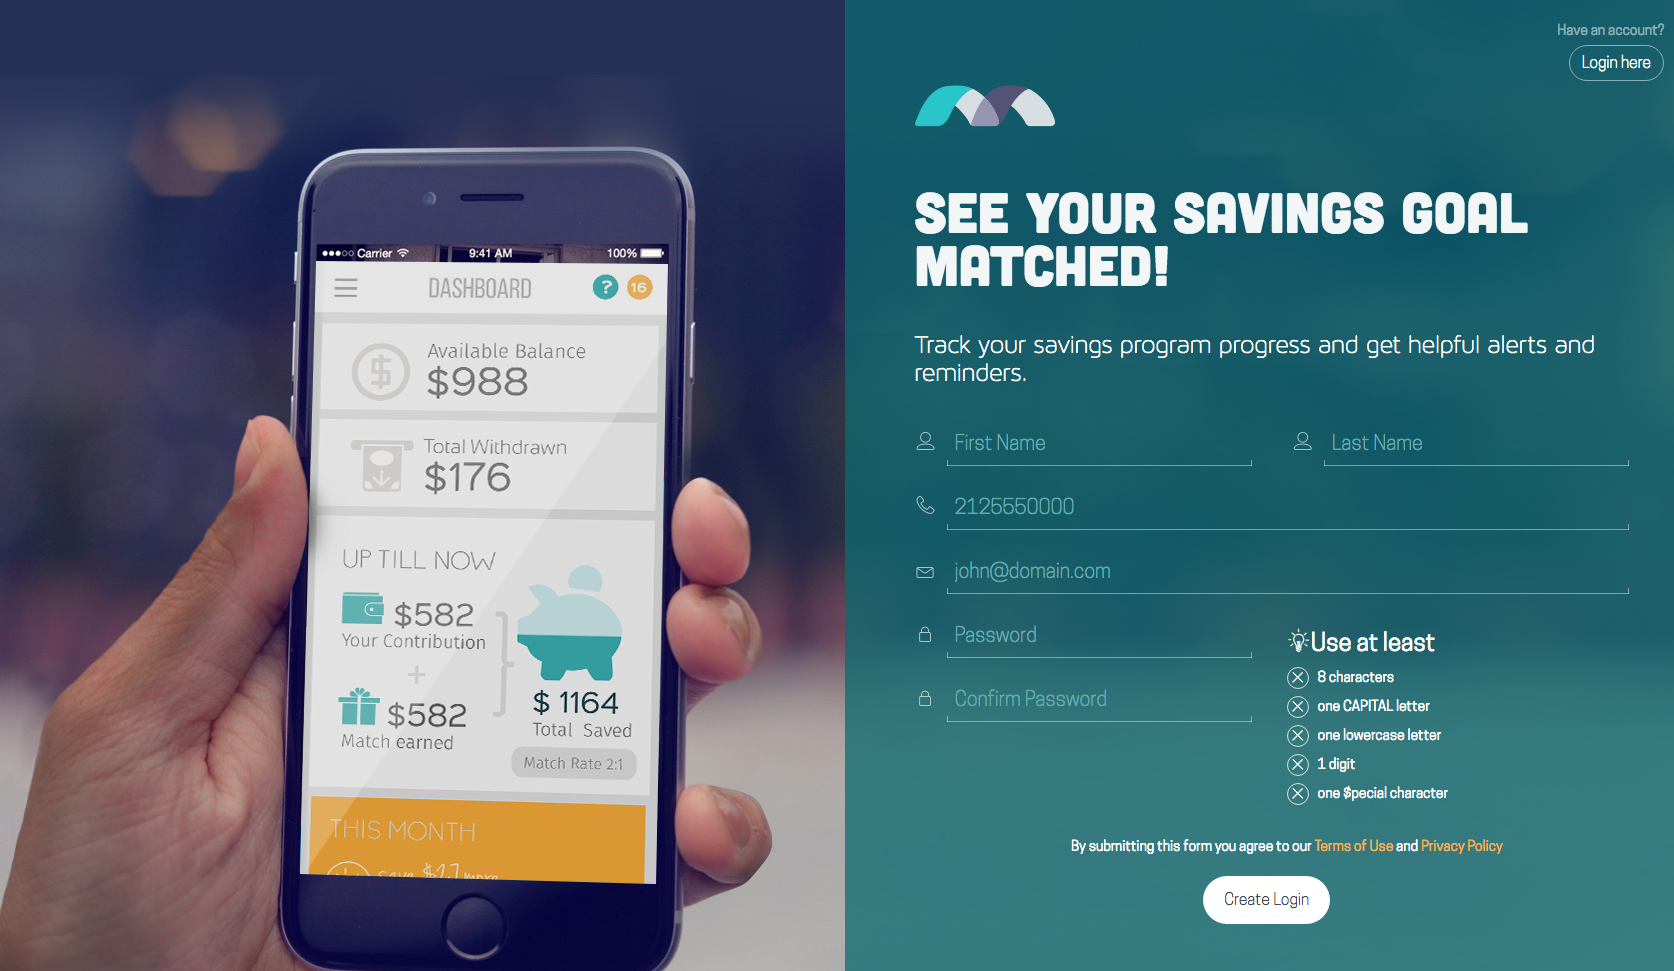 Carrier
9:41 AM
100%
DASHBOARD
?
16
Available Balance
$988
Total Withdrawn
$176
UP TILL NOW
$582
Your Contribution
+
$582
Match earned
$ 1164
Total Saved
Match Rate 2:1
THIS MONTH
Save $17 more
Have an account?
Login here
SEE YOUR SAVINGS GOAL
MATCHED!
Track your savings program progress and get helpful alerts and
reminders.
First Name
Last Name
2125550000
john@domain.com
Password
Confirm Password
Use at least
8 characters
one CAPITAL letter
one lowercase letter
1 digit
one $pecial character
By submitting this form you agree to our Terms of Use and Privacy Policy
Create Login